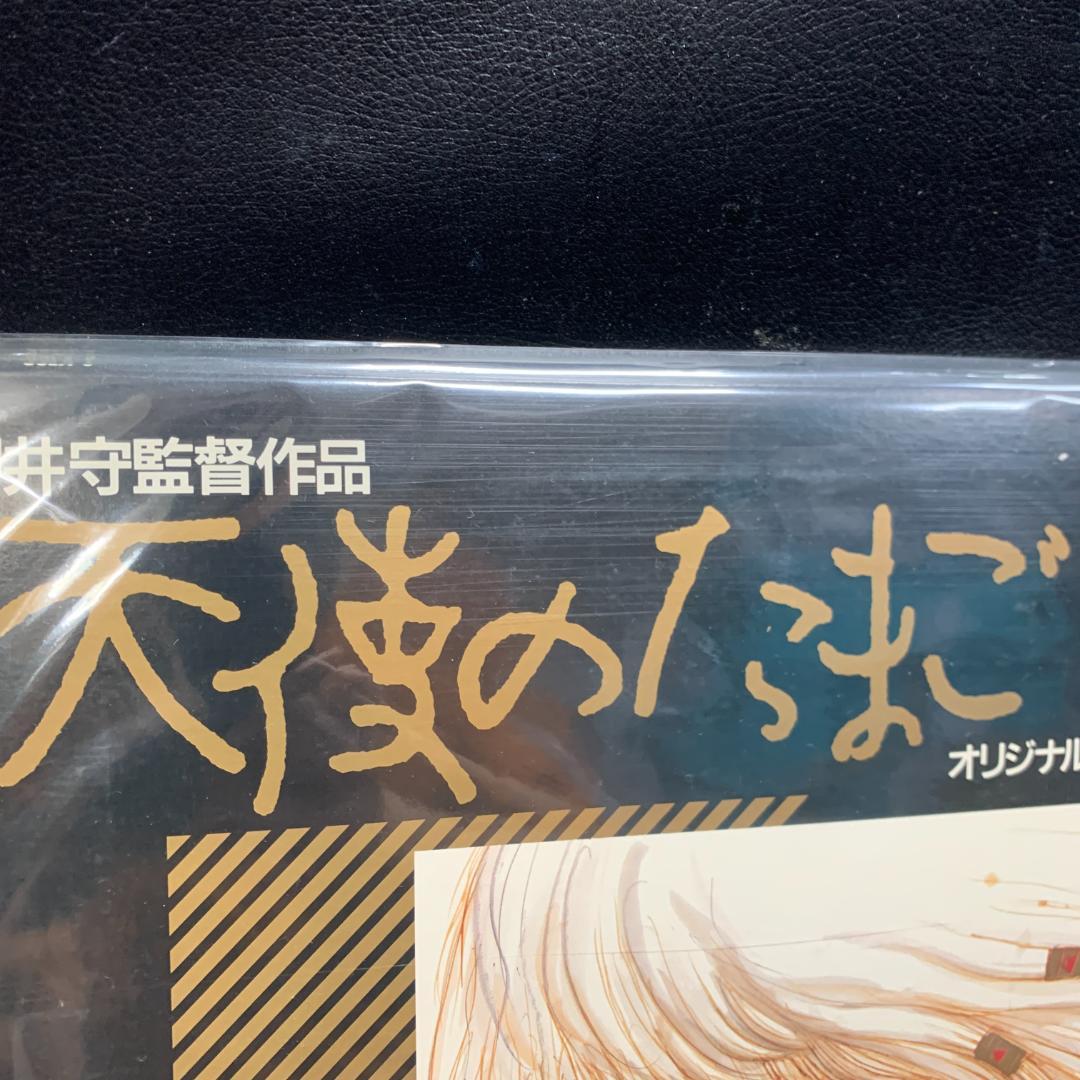 井守監督作品
天使のたまご
オリジナル